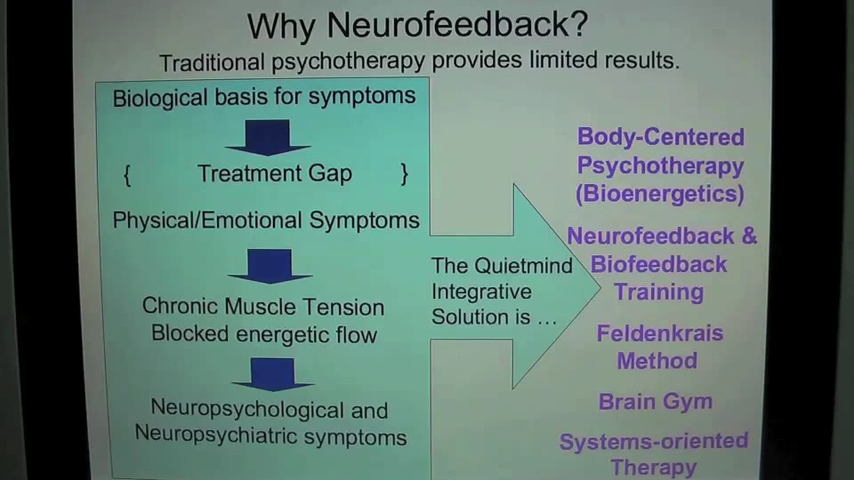 Why Neurofeedback?
Traditional psychotherapy provides limited results.
Biological basis for symptoms
{ Treatment Gap }
Physical/Emotional Symptoms
Chronic Muscle Tension
Blocked energetic flow
Neuropsychological and
Neuropsychiatric symptoms
The Quietmind
Integrative
Solution is …
Body-Centered
Psychotherapy
(Bioenergetics)
Neurofeedback &
Biofeedback
Training
Feldenkrais
Method
Brain Gym
Systems-oriented
Therapy